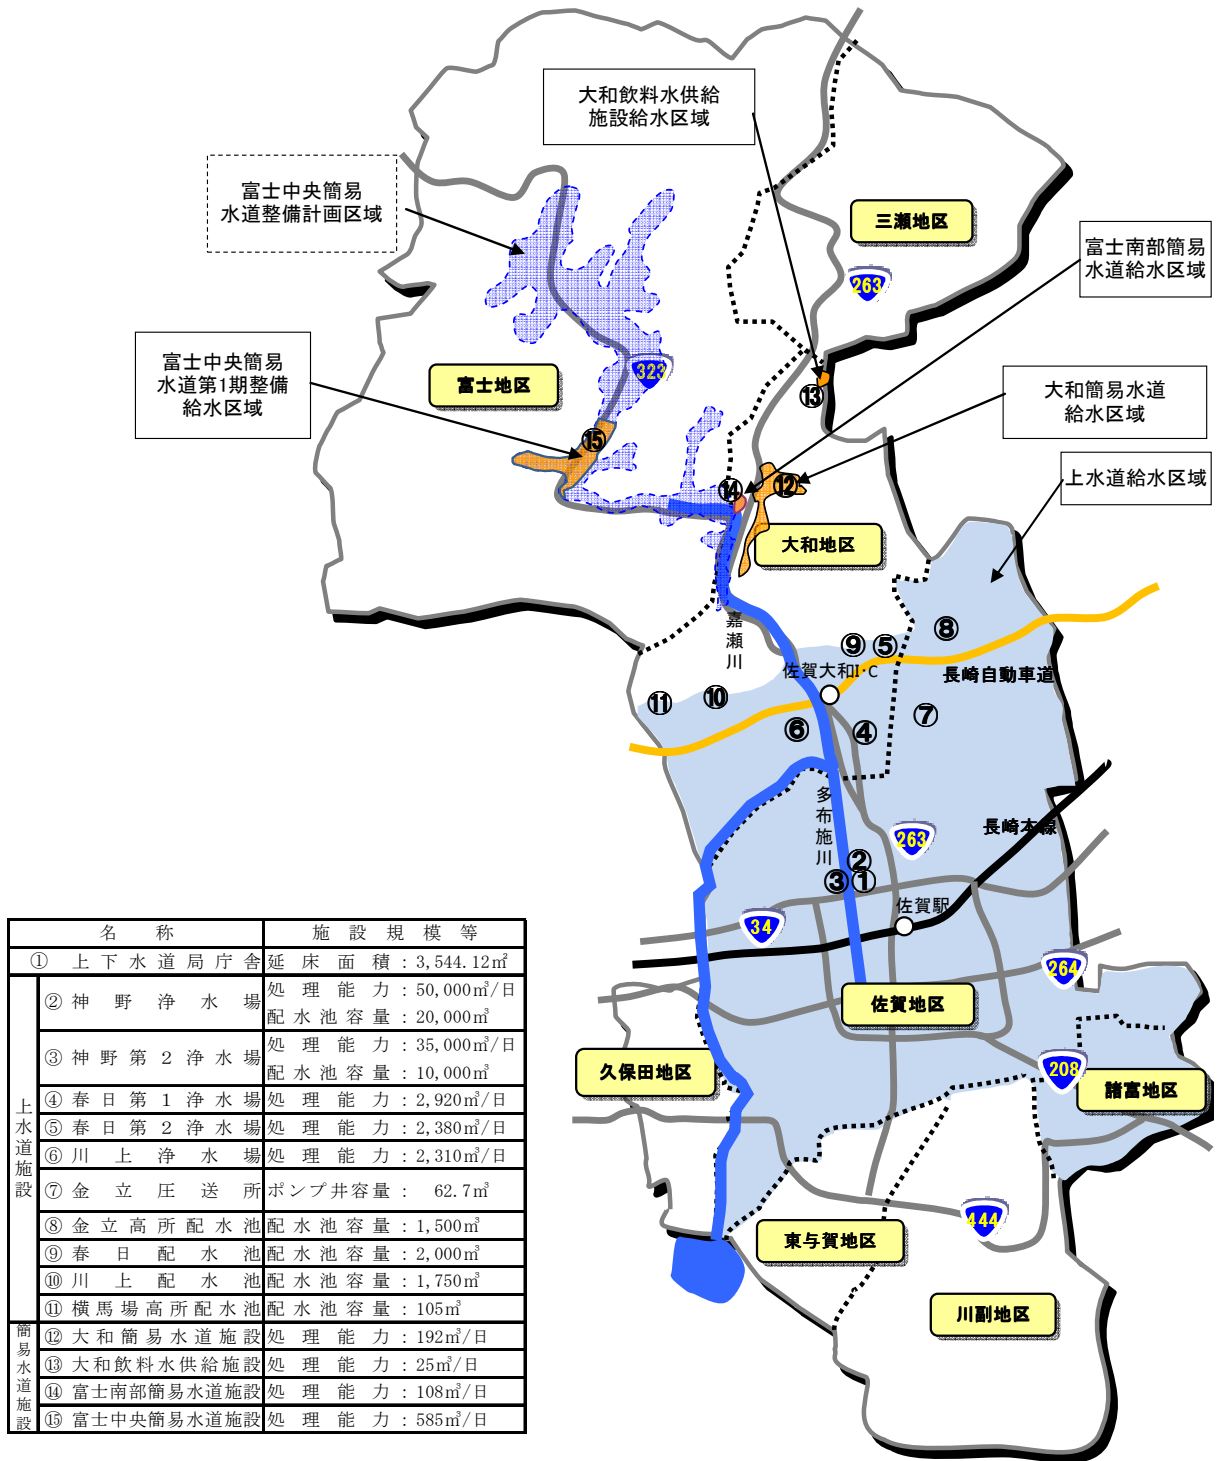 大和飲料水供給
施設給水区域
富士中央簡易
水道整備計画区域
三瀬地区
富士南部簡易
水道給水区域
263
富士中央簡易
水道第1期整備
給水区域
富士地区
323
⑬
大和簡易水道
給水区域
⑮
⑭
⑫
上水道給水区域
大和地区
嘉瀬川
⑧
⑨
⑤
佐賀大和I・C
長崎自動車道
⑪
⑩
⑦
⑥
④
多布施川
長崎本線
263
②
③
①
佐賀駅
34
264
佐賀地区
久保田地区
208
諸富地区
444
東与賀地区
川副地区
名称 施設規模等
① 上下水道局庁舎 延床面積：3,544.12㎡
上水道施設
② 神野浄水場 処理能力：50,000㎥/日
配水池容量：20,000㎥
③ 神野第２浄水場 処理能力：35,000㎥/日
配水池容量：10,000㎥
④ 春日第１浄水場 処理能力：2,920㎥/日
⑤ 春日第２浄水場 処理能力：2,380㎥/日
⑥ 川上浄水場 処理能力：2,310㎥/日
⑦ 金立圧送所 ポンプ井容量：62.7㎥
⑧ 金立高所配水池 配水池容量：1,500㎥
⑨ 春日配水池 配水池容量：2,000㎥
⑩ 川上配水池 配水池容量：1,750㎥
⑪ 横馬場高所配水池 配水池容量：105㎥
簡易水道施設
⑫ 大和簡易水道施設 処理能力：192㎥/日
⑬ 大和飲料水供給施設 処理能力：25㎥/日
⑭ 富士南部簡易水道施設 処理能力：108㎥/日
⑮ 富士中央簡易水道施設 処理能力：585㎥/日